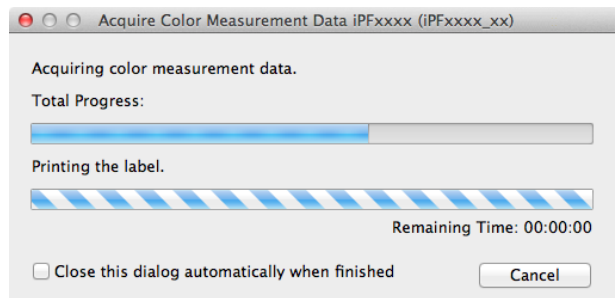 Acquire Color Measurement Data iPFxxxx (iPFxxxx_xx)
Acquiring color measurement data.
Total Progress:
Printing the label.
Remaining Time: 00:00:00
Close this dialog automatically when finished
Cancel